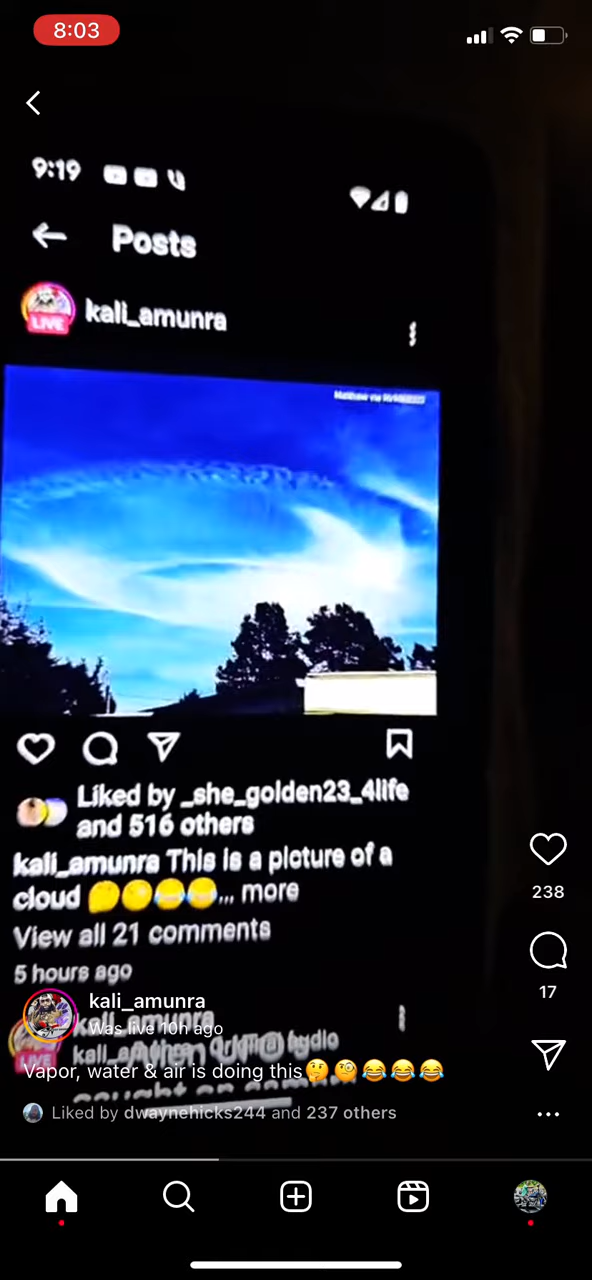 8:03
9:19
Posts
LIVE
kali_amunra
Liked by _she_golden23_4life
and 516 others
kali_amunra This is a picture of a
cloud 🤔🧐😂😂... more
View all 21 comments
5 hours ago
238
17
kali_amunra
Was live 10h ago
kali_amunra
LIVE
Vapor, water & air is doing this🤔🧐😂😂😂
Liked by dwaynehicks244 and 237 others